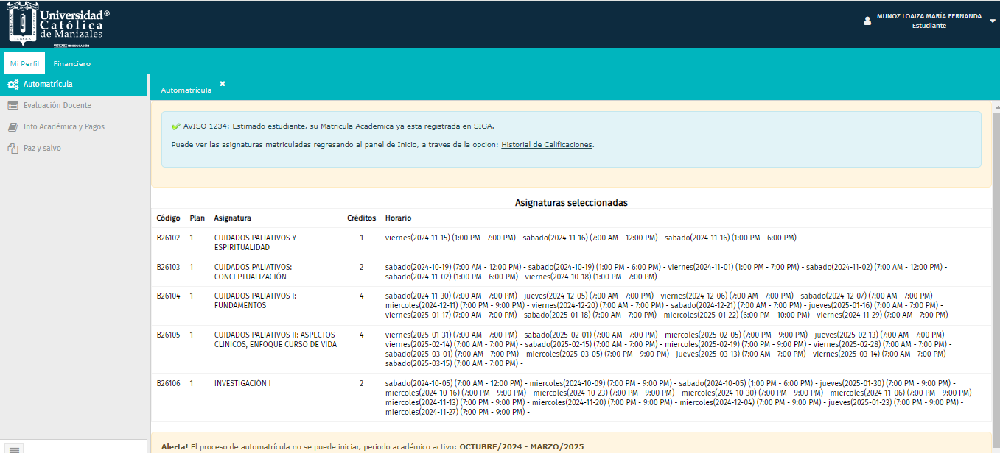 Universidad®
Católica
de Manizales
VIGILADA MINEDUCACIÓN
MUÑOZ LOAIZA MARÍA FERNANDA
Estudiante
Mi Perfil
Financiero
Automatrícula
Evaluación Docente
Info Académica y Pagos
Paz y salvo
Automatrícula
AVISO 1234: Estimado estudiante, su Matricula Academica ya esta registrada en SIGA.
Puede ver las asignaturas matriculadas regresando al panel de Inicio, a traves de la opcion: Historial de Calificaciones.
Asignaturas seleccionadas
Código Plan Asignatura Créditos Horario
B26102 1 CUIDADOS PALIATIVOS Y 1 viernes(2024-11-15) (1:00 PM - 7:00 PM) - sabado(2024-11-16) (7:00 AM - 12:00 PM) - sabado(2024-11-16) (1:00 PM - 6:00 PM) -
ESPIRITUALIDAD
B26103 1 CUIDADOS PALIATIVOS: 2 sabado(2024-10-19) (7:00 AM - 12:00 PM) - sabado(2024-10-19) (1:00 PM - 6:00 PM) - viernes(2024-11-01) (1:00 PM - 7:00 PM) - sabado(2024-11-02) (7:00 AM - 12:00 PM) -
CONCEPTUALIZACIÓN sabado(2024-11-02) (1:00 PM - 6:00 PM) - viernes(2024-10-18) (1:00 PM - 7:00 PM) -
B26104 1 CUIDADOS PALIATIVOS I: 4 sabado(2024-11-30) (7:00 AM - 7:00 PM) - jueves(2024-12-05) (7:00 AM - 7:00 PM) - viernes(2024-12-06) (7:00 AM - 7:00 PM) - sabado(2024-12-07) (7:00 AM - 7:00 PM) -
FUNDAMENTOS miercoles(2024-12-11) (7:00 PM - 9:00 PM) - viernes(2024-12-20) (7:00 AM - 7:00 PM) - sabado(2024-12-21) (7:00 AM - 7:00 PM) - jueves(2025-01-16) (7:00 AM - 7:00 PM) -
viernes(2025-01-17) (7:00 AM - 7:00 PM) - sabado(2025-01-18) (7:00 AM - 7:00 PM) - miercoles(2025-01-22) (6:00 PM - 10:00 PM) - viernes(2024-11-29) (7:00 AM - 7:00 PM) -
B26105 1 CUIDADOS PALIATIVOS II: ASPECTOS 4 viernes(2025-01-31) (7:00 AM - 7:00 PM) - sabado(2025-02-01) (7:00 AM - 7:00 PM) - miercoles(2025-02-05) (7:00 PM - 9:00 PM) - jueves(2025-02-13) (7:00 AM - 7:00 PM) -
CLINICOS, ENFOQUE CURSO DE VIDA viernes(2025-02-14) (7:00 AM - 7:00 PM) - sabado(2025-02-15) (7:00 AM - 7:00 PM) - miercoles(2025-02-19) (7:00 PM - 9:00 PM) - viernes(2025-02-28) (7:00 AM - 7:00 PM) -
sabado(2025-03-01) (7:00 AM - 7:00 PM) - miercoles(2025-03-05) (7:00 PM - 9:00 PM) - jueves(2025-03-13) (7:00 AM - 7:00 PM) - viernes(2025-03-14) (7:00 AM - 7:00 PM) -
sabado(2025-03-15) (7:00 AM - 7:00 PM) -
B26106 1 INVESTIGACIÓN I 2 sabado(2024-10-05) (7:00 AM - 12:00 PM) - miercoles(2024-10-09) (7:00 PM - 9:00 PM) - sabado(2024-10-05) (1:00 PM - 6:00 PM) - jueves(2025-01-30) (7:00 PM - 9:00 PM) -
miercoles(2024-10-16) (7:00 PM - 9:00 PM) - miercoles(2024-10-23) (7:00 PM - 9:00 PM) - miercoles(2024-10-30) (7:00 PM - 9:00 PM) - miercoles(2024-11-06) (7:00 PM - 9:00 PM) -
miercoles(2024-11-13) (7:00 PM - 9:00 PM) - miercoles(2024-11-20) (7:00 PM - 9:00 PM) - miercoles(2024-12-04) (7:00 PM - 9:00 PM) - jueves(2025-01-23) (7:00 PM - 9:00 PM) -
miercoles(2024-11-27) (7:00 PM - 9:00 PM) -
Alerta! El proceso de automatrícula no se puede iniciar, periodo académico activo: OCTUBRE/2024 - MARZO/2025